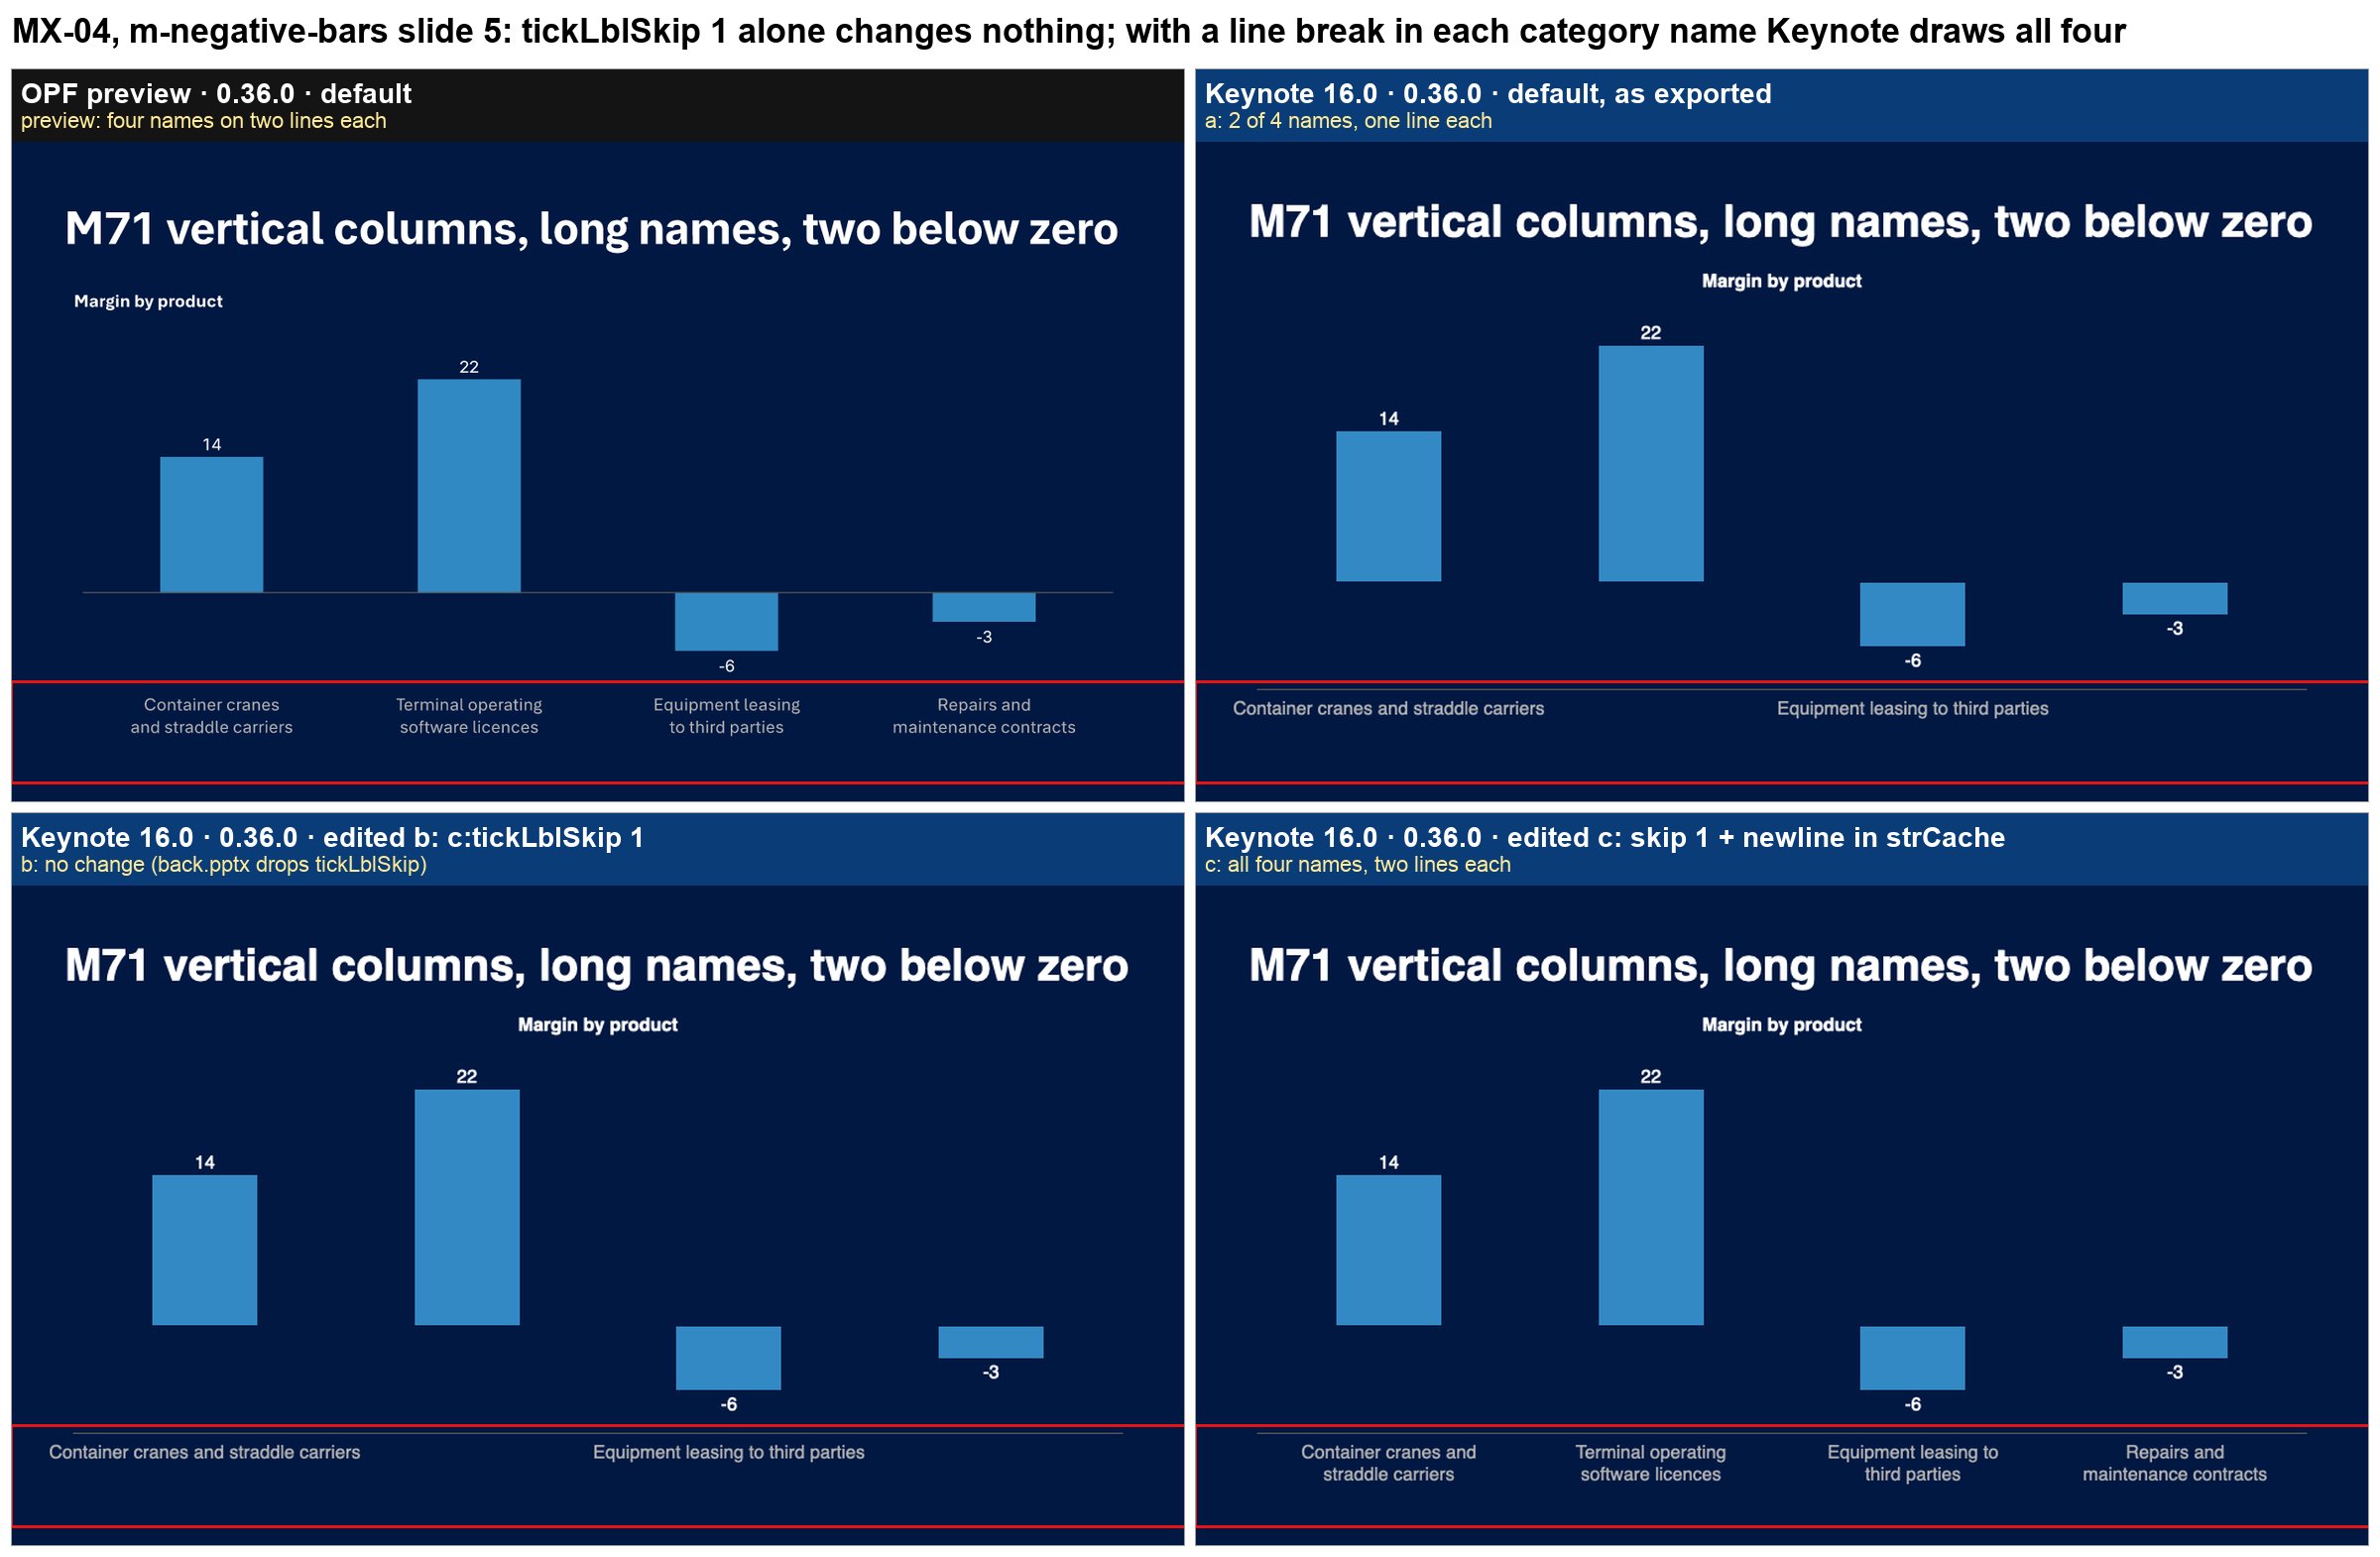 MX-04, m-negative-bars slide 5: tickLblSkip 1 alone changes nothing; with a line break in each category name Keynote draws all four
OPF preview · 0.36.0 · default
preview: four names on two lines each
M71 vertical columns, long names, two below zero
Margin by product
22
14
-3
-6
Container cranes
and straddle carriers
Terminal operating
software licences
Equipment leasing
to third parties
Repairs and
maintenance contracts
Keynote 16.0 · 0.36.0 · default, as exported
a: 2 of 4 names, one line each
M71 vertical columns, long names, two below zero
Margin by product
22
14
-3
-6
Container cranes and straddle carriers
Equipment leasing to third parties
Keynote 16.0 · 0.36.0 · edited b: c:tickLblSkip 1
b: no change (back.pptx drops tickLblSkip)
M71 vertical columns, long names, two below zero
Margin by product
22
14
-3
-6
Container cranes and straddle carriers
Equipment leasing to third parties
Keynote 16.0 · 0.36.0 · edited c: skip 1 + newline in strCache
c: all four names, two lines each
M71 vertical columns, long names, two below zero
Margin by product
22
14
-3
-6
Container cranes and
straddle carriers
Terminal operating
software licences
Equipment leasing to
third parties
Repairs and
maintenance contracts